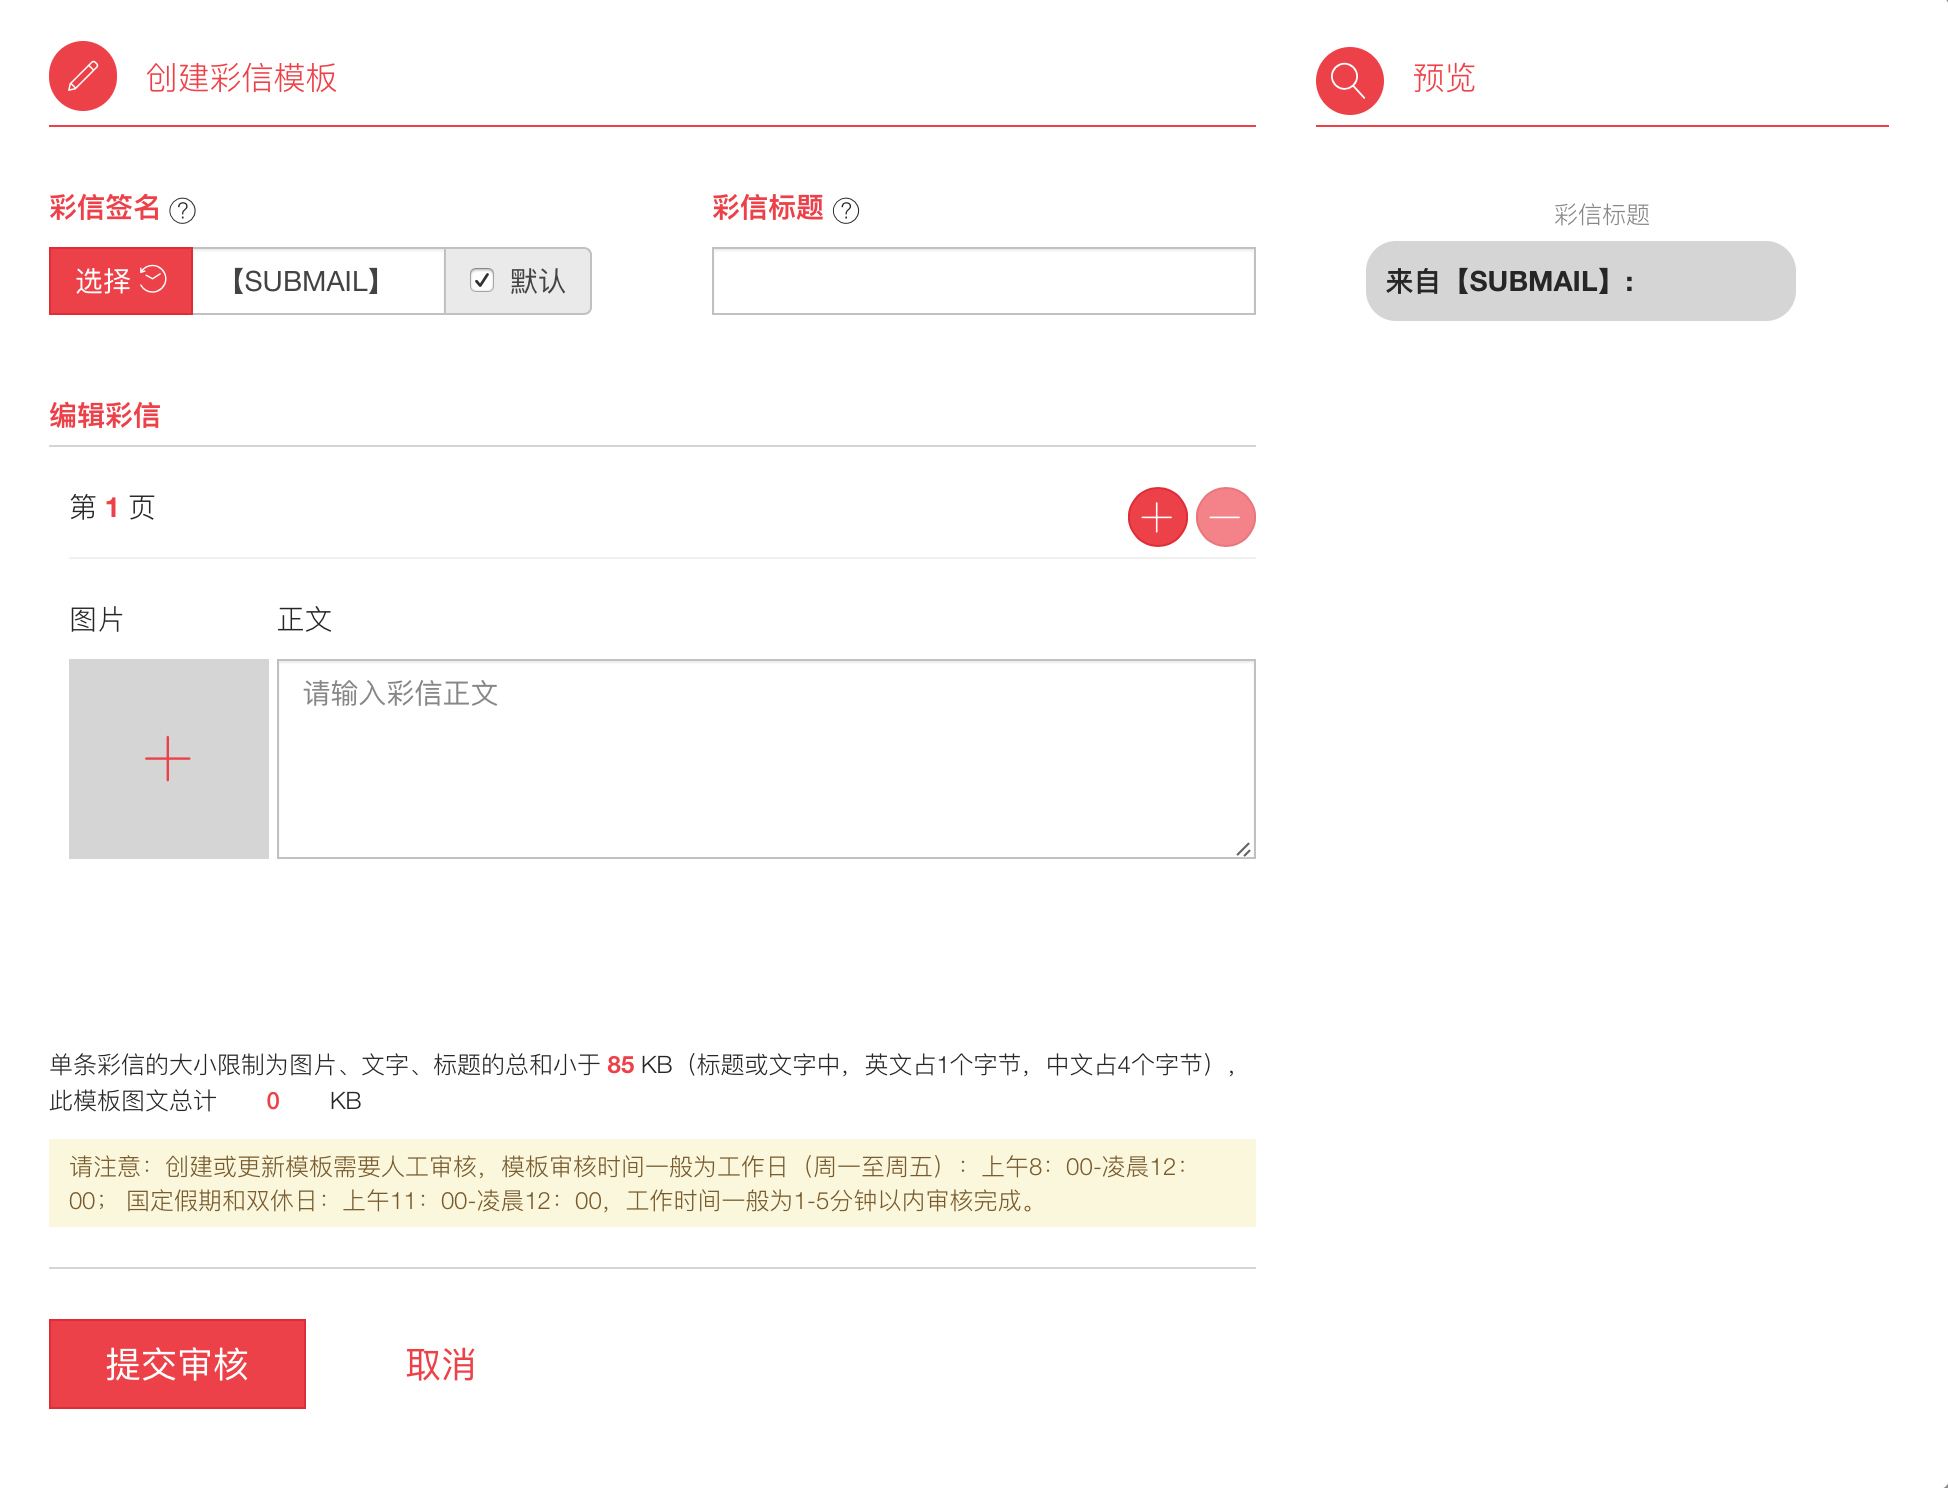 创建彩信模板
预览
彩信签名 ?
彩信标题 ?
选择 【SUBMAIL】 默认
彩信标题
来自【SUBMAIL】:
编辑彩信
第 1 页
图片 正文
请输入彩信正文
单条彩信的大小限制为图片、文字、标题的总和小于 85 KB（标题或文字中，英文占1个字节，中文占4个字节），
此模板图文总计 0 KB
请注意：创建或更新模板需要人工审核，模板审核时间一般为工作日（周一至周五）：上午8：00-凌晨12：
00； 国定假期和双休日：上午11：00-凌晨12：00，工作时间一般为1-5分钟以内审核完成。
提交审核 取消